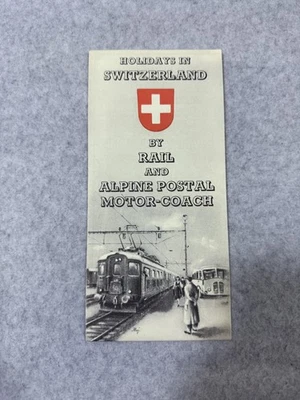 HOLIDAYS IN
SWITZERLAND
BY
RAIL
AND
ALPINE POSTAL
MOTOR-COACH